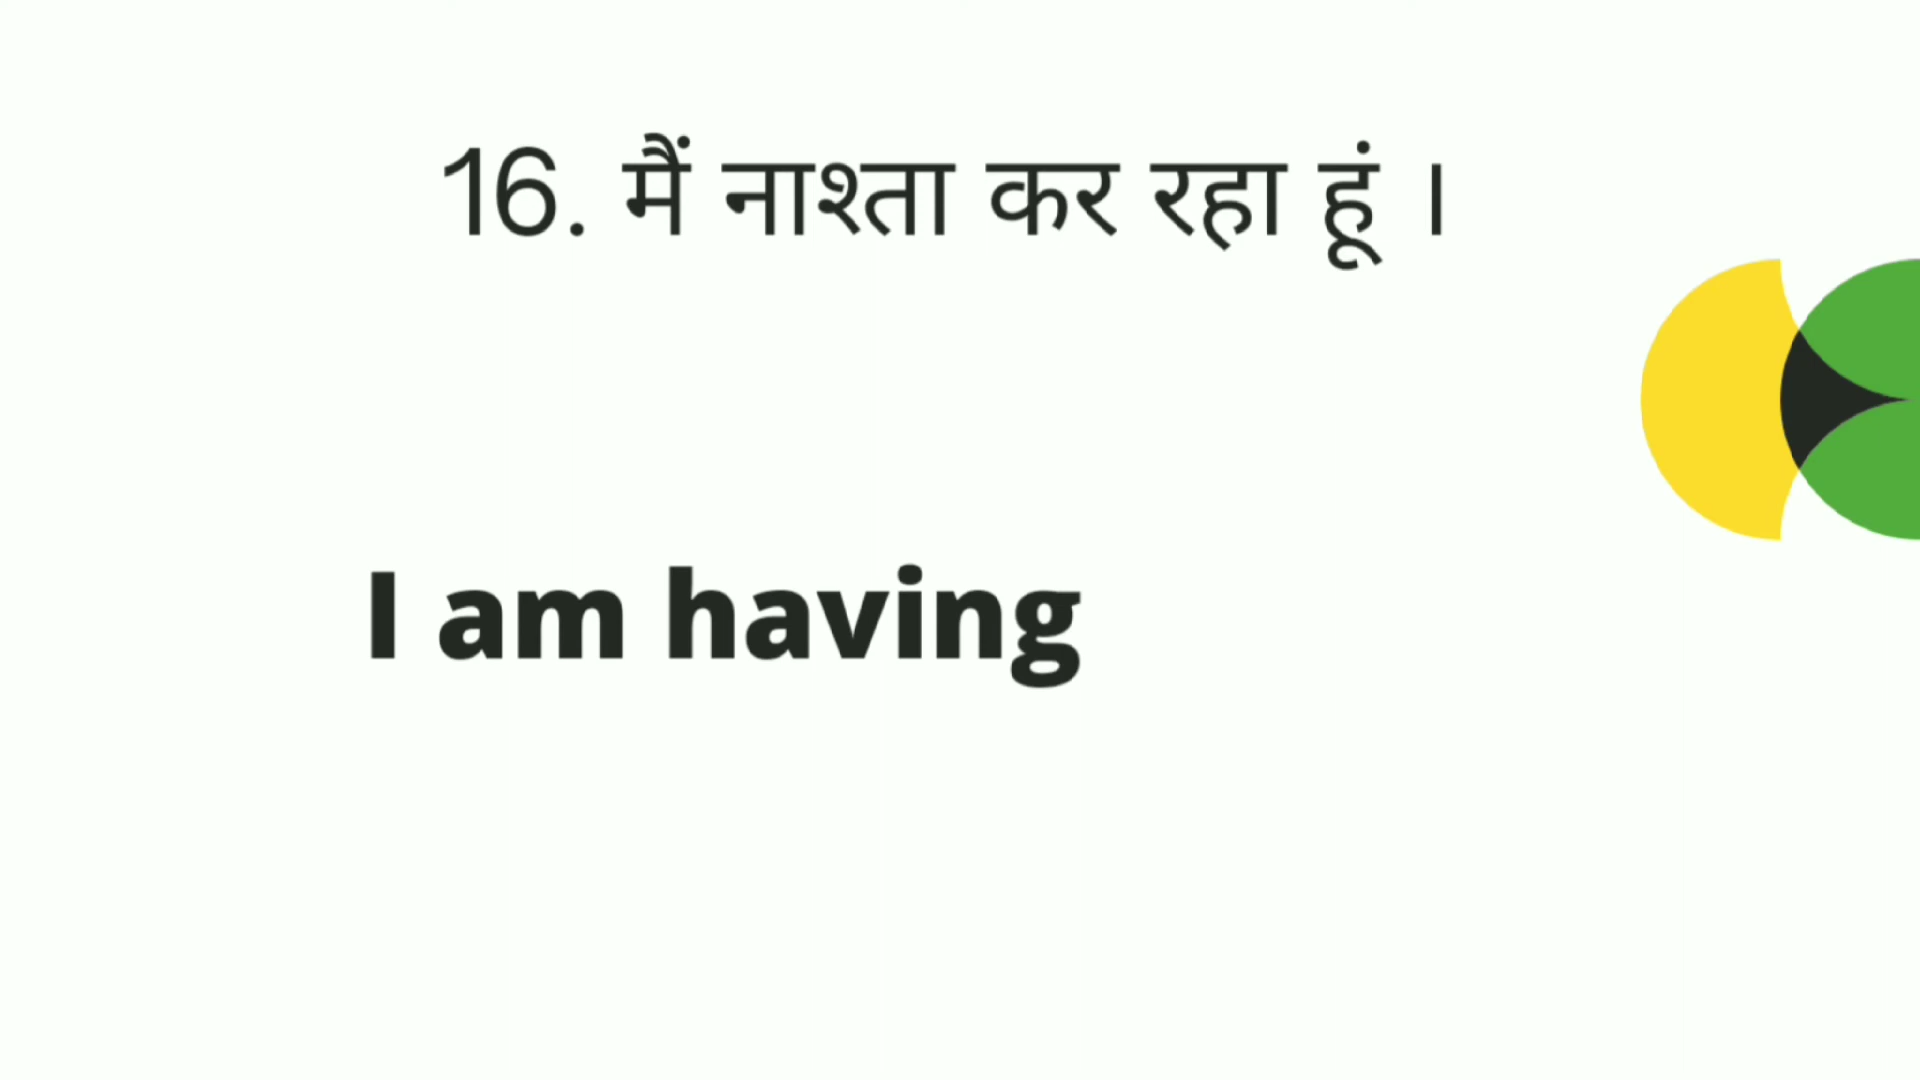 16. मैं नाश्ता कर रहा हूं ।
I am having